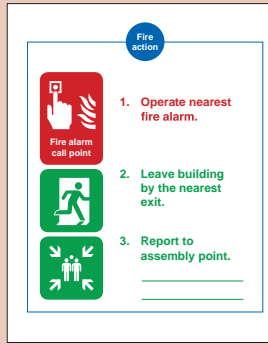 Fire
action
Fire alarm
call point
1. Operate nearest
fire alarm.
2. Leave building
by the nearest
exit.
3. Report to
assembly point.